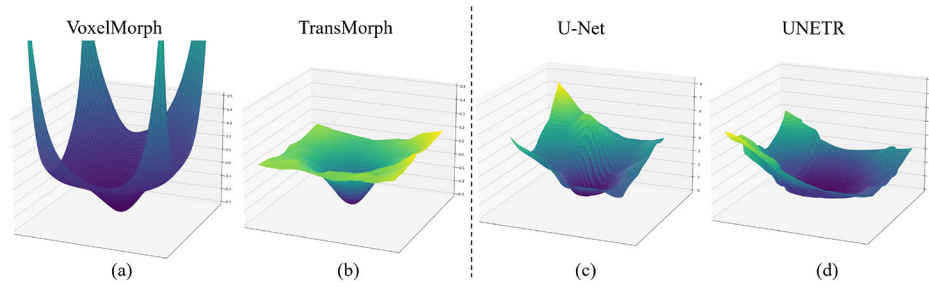 VoxelMorph
TransMorph
U-Net
UNETR
(a)
(b)
(c)
(d)